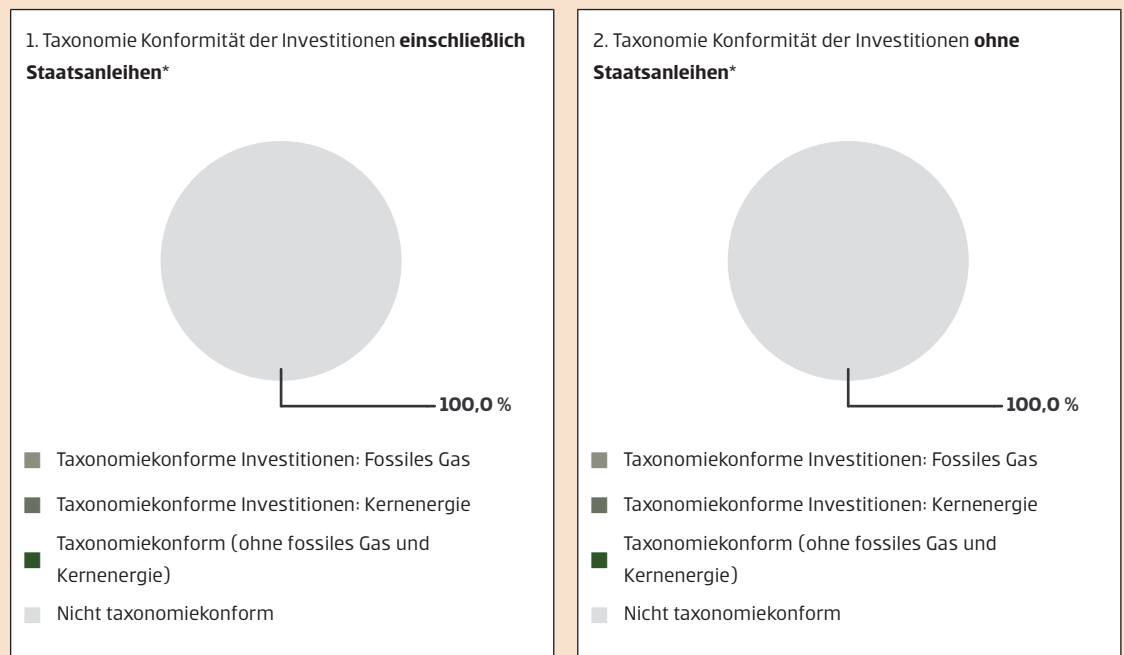 1. Taxonomie Konformität der Investitionen einschließlich
Staatsanleihen*
100,0 %
Taxonomiekonforme Investitionen: Fossiles Gas
Taxonomiekonforme Investitionen: Kernenergie
Taxonomiekonform (ohne fossiles Gas und
Kernenergie)
Nicht taxonomiekonform
2. Taxonomie Konformität der Investitionen ohne
Staatsanleihen*
100,0 %
Taxonomiekonforme Investitionen: Fossiles Gas
Taxonomiekonforme Investitionen: Kernenergie
Taxonomiekonform (ohne fossiles Gas und
Kernenergie)
Nicht taxonomiekonform